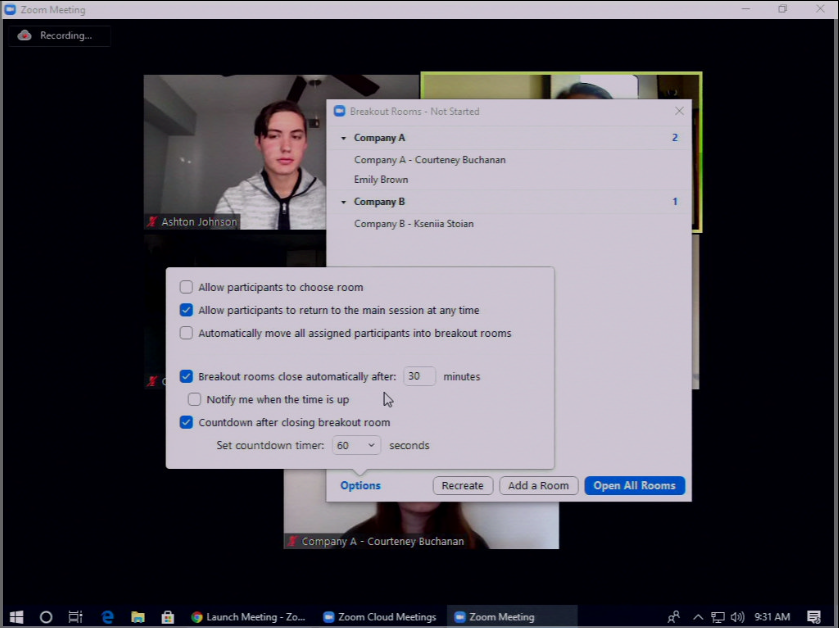 Zoom Meeting
Recording...
Breakout Rooms - Not Started
Company A 2
Company A - Courteney Buchanan
Emily Brown
Company B 1
Company B - Kseniia Stoian
Ashton Johnson
Allow participants to choose room
Allow participants to return to the main session at any time
Automatically move all assigned participants into breakout rooms
Breakout rooms close automatically after: 30 minutes
Notify me when the time is up
Countdown after closing breakout room
Set countdown timer: 60 seconds
Options Recreate Add a Room Open All Rooms
Company A - Courteney Buchanan
Launch Meeting - Zo... Zoom Cloud Meetings Zoom Meeting 9:31 AM